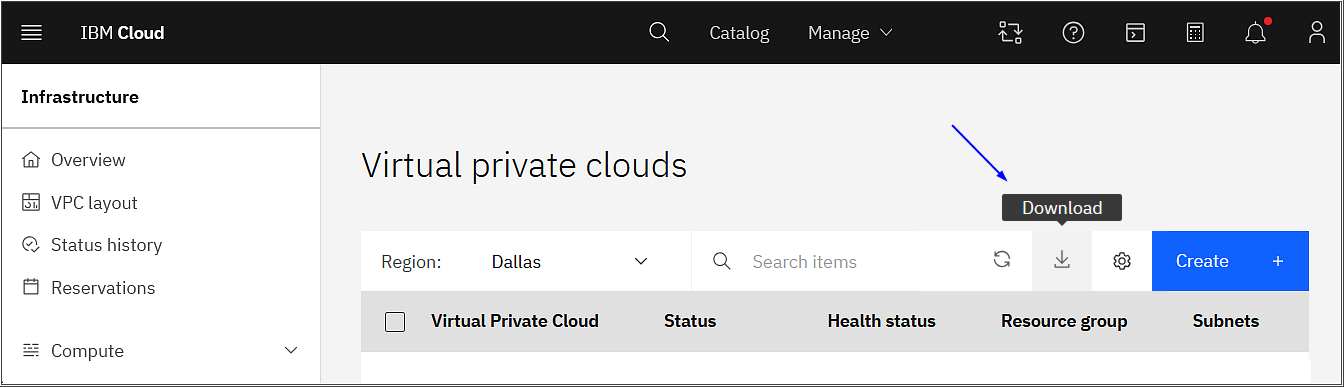 IBM Cloud
Catalog
Manage
Infrastructure
Overview
VPC layout
Status history
Reservations
Compute
Virtual private clouds
Download
Region:
Dallas
Search items
Create +
Virtual Private Cloud
Status
Health status
Resource group
Subnets